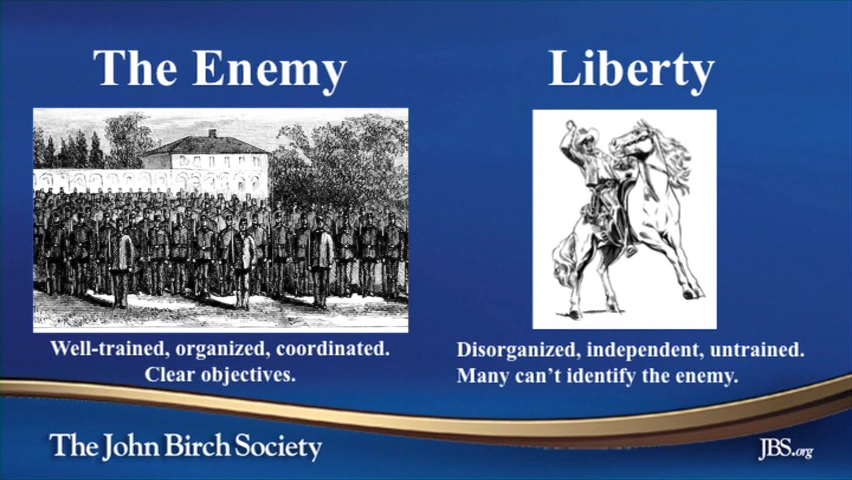 The Enemy
Liberty
Well-trained, organized, coordinated.
Clear objectives.
Disorganized, independent, untrained.
Many can't identify the enemy.
The John Birch Society
JBS.org